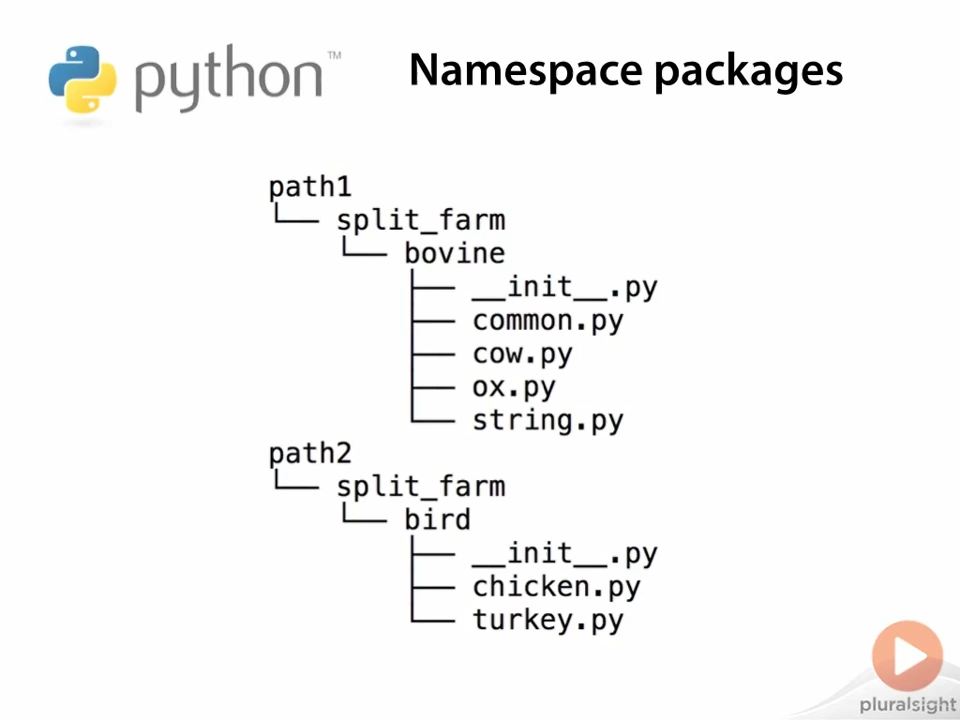 python™
Namespace packages
path1
└── split_farm
└── bovine
├── __init__.py
├── common.py
├── cow.py
├── ox.py
└── string.py
path2
└── split_farm
└── bird
├── __init__.py
├── chicken.py
└── turkey.py
pluralsight